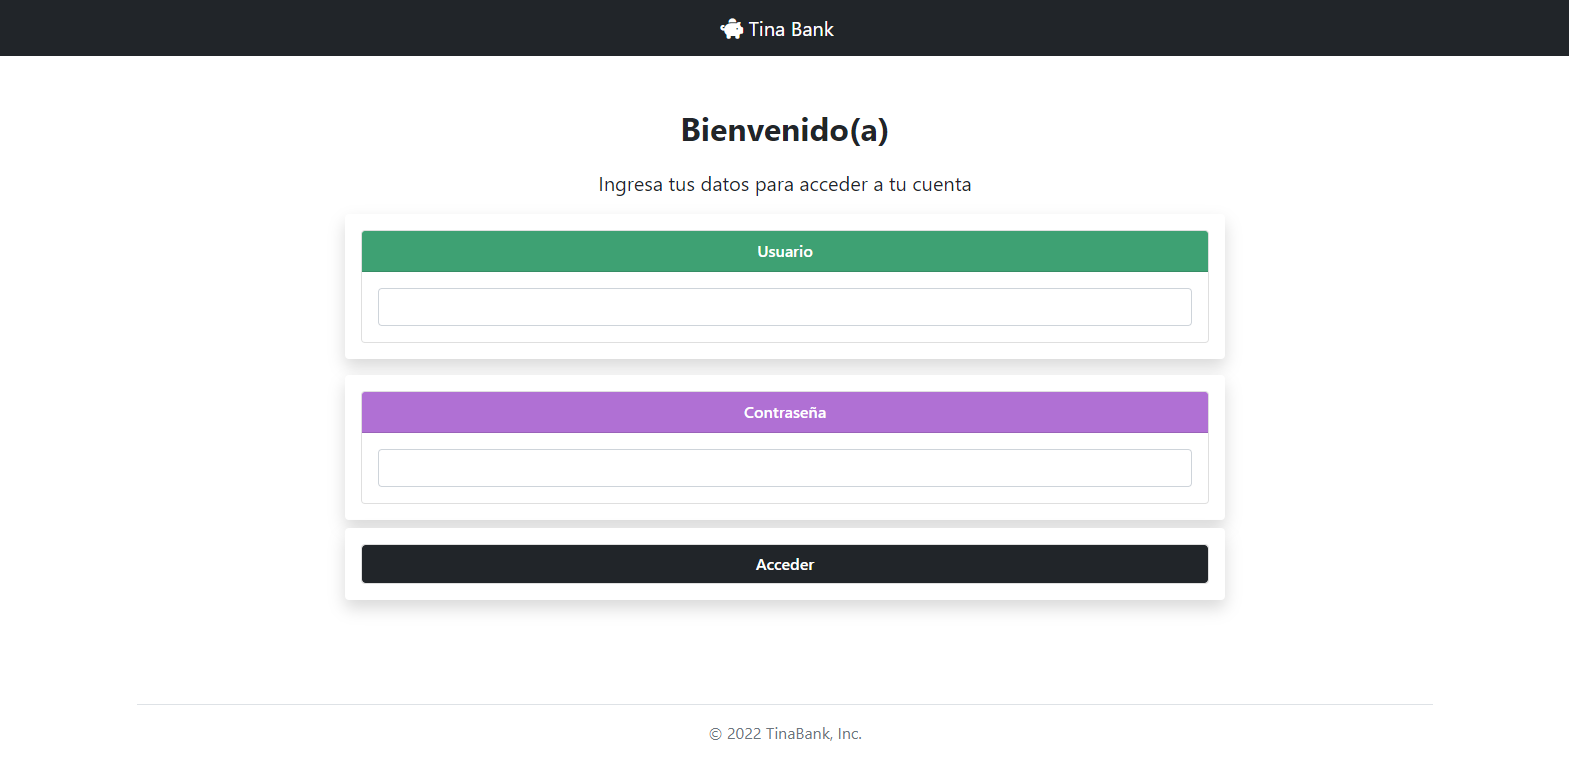 Tina Bank
Bienvenido(a)
Ingresa tus datos para acceder a tu cuenta
Usuario
Contraseña
Acceder
© 2022 TinaBank, Inc.